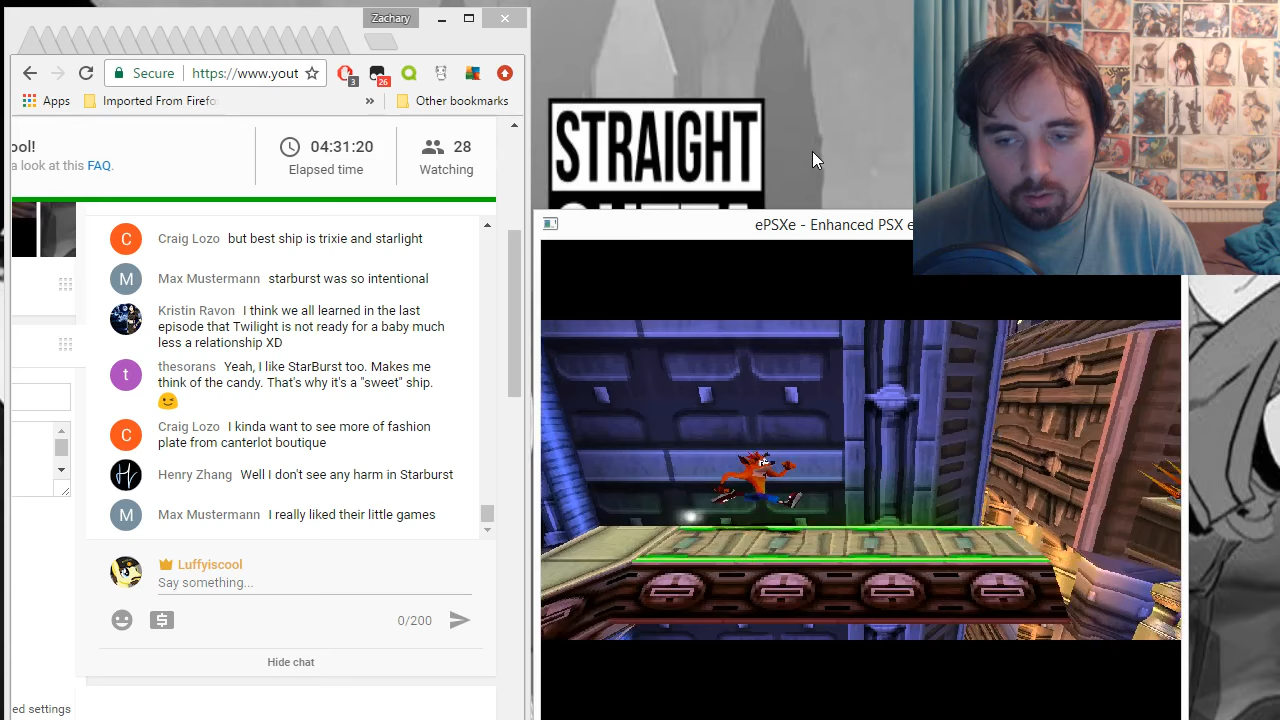 Zachary
Secure https://www.yout
3
26
Apps Imported From Firefo » Other bookmarks
ool!
a look at this FAQ.
04:31:20
Elapsed time
28
Watching
Craig Lozo but best ship is trixie and starlight
Max Mustermann starburst was so intentional
Kristin Ravon I think we all learned in the last
episode that Twilight is not ready for a baby much
less a relationship XD
thesorans Yeah, I like StarBurst too. Makes me
think of the candy. That's why it's a "sweet" ship.
Craig Lozo I kinda want to see more of fashion
plate from canterlot boutique
Henry Zhang Well I don't see any harm in Starburst
Max Mustermann I really liked their little games
C
M
t
C
M
Luffyiscool
Say something...
0/200
Hide chat
ed settings
STRAIGHT
ePSXe - Enhanced PSX e